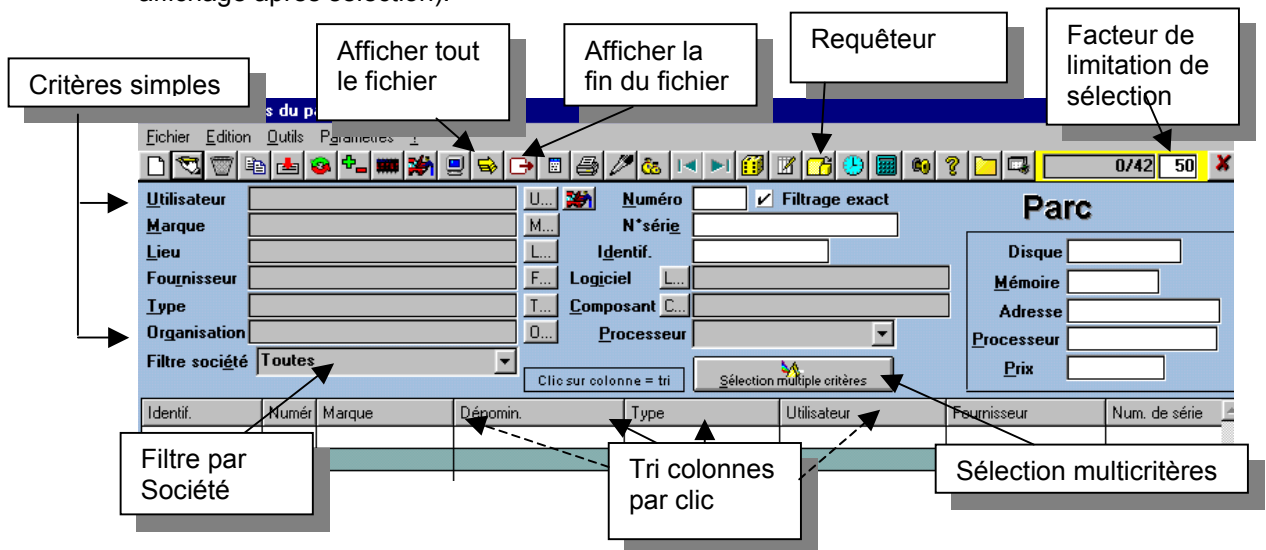 affichage après sélection).
Afficher tout
le fichier
Afficher la
fin du fichier
Requêteur
Facteur de
limitation de
sélection
Critères simples
s du p
Fichier Edition Outils Paramètres ?
0/42 50
Utilisateur U... Numéro Filtrage exact Parc
Marque M... N°série
Lieu L... Identif. Disque
Fournisseur F... Logiciel L... Mémoire
Type T... Composant C... Adresse
Organisation O... Processeur Processeur
Filtre société Toutes Prix
Clic sur colonne = tri Sélection multiple critères
Identif. Numér Marque Dénomin. Type Utilisateur Fournisseur Num. de série
Filtre par
Société
Tri colonnes
par clic
Sélection multicritères